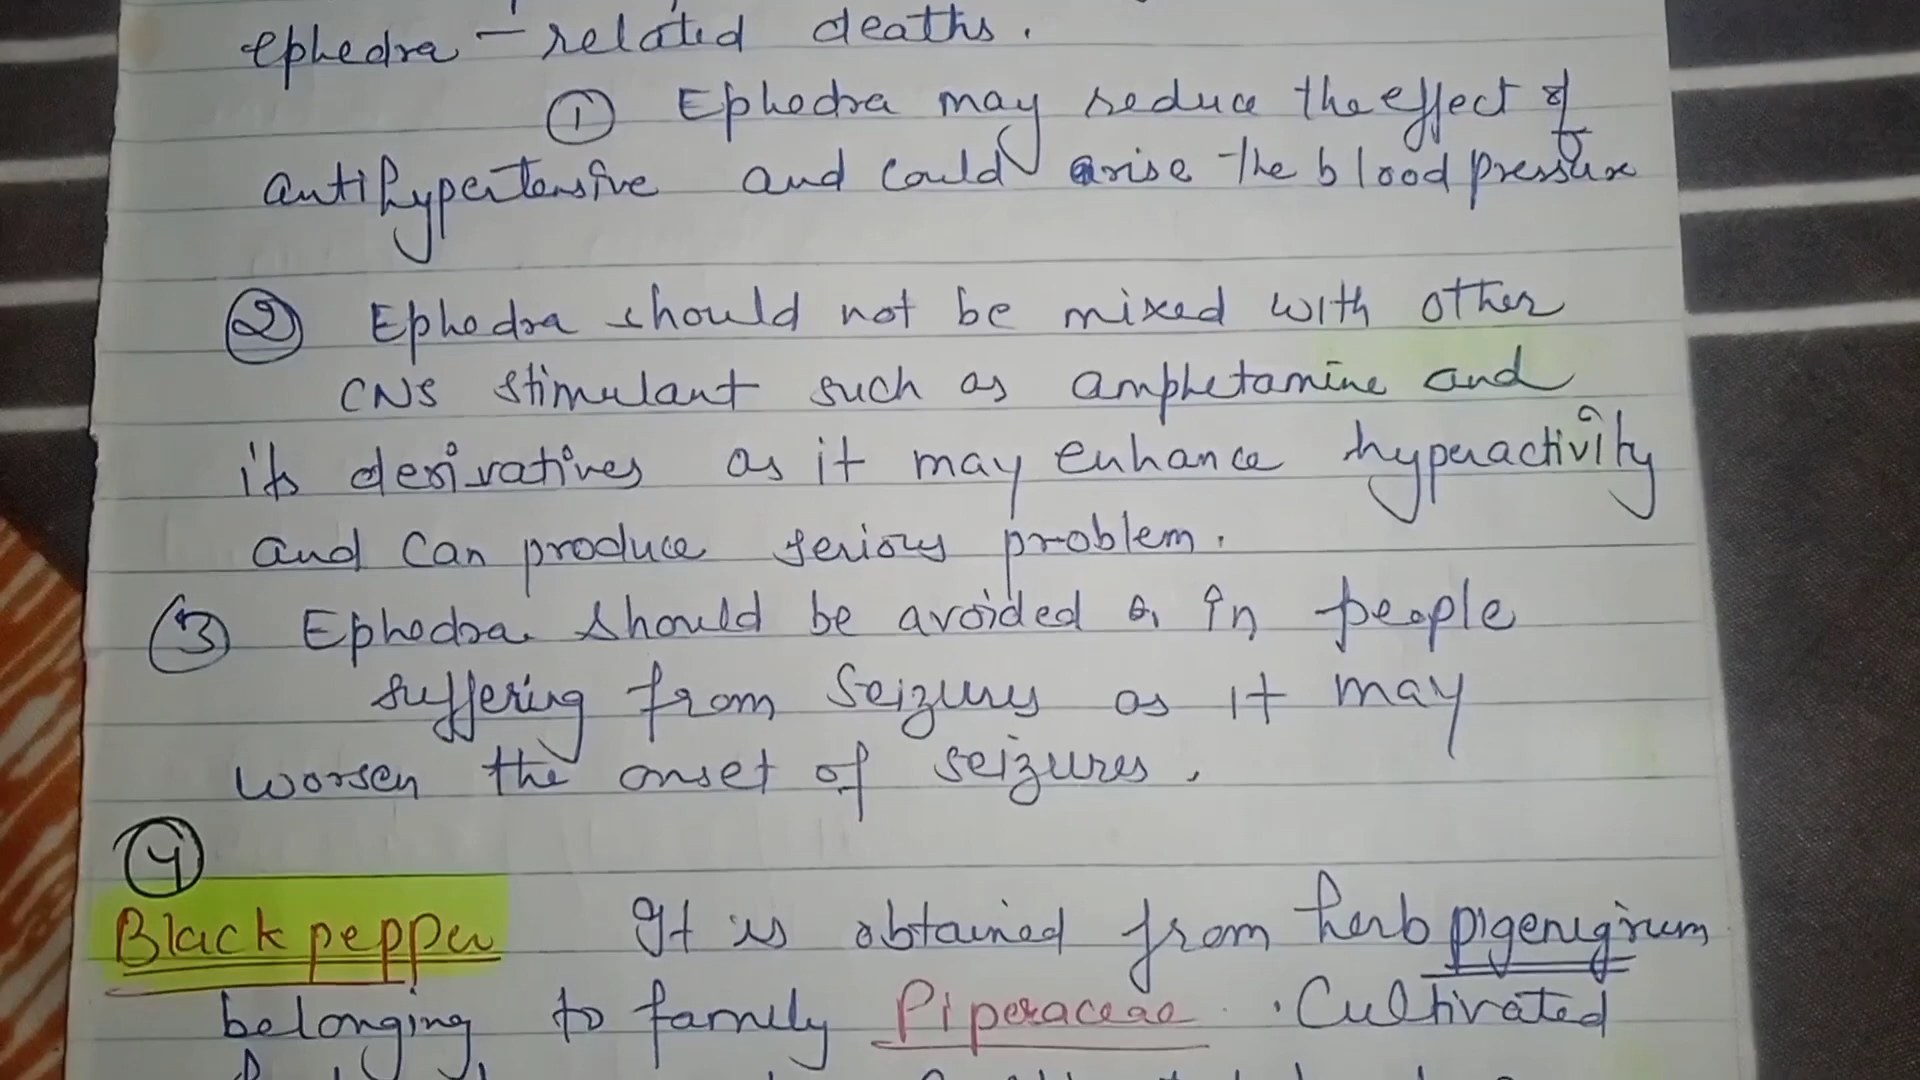 ephedra - related deaths.
① Ephedra may reduce the effect of
antihypertensive and could arise the blood pressure
② Ephedra should not be mixed with other
CNS stimulant such as amphetamine and
its derivatives as it may enhance hyperactivity
and can produce serious problem.
③ Ephedra should be avoided in people
suffering from seizures as it may
worsen the onset of seizures.
④
Black pepper It is obtained from herb pigenigrum
belonging to family Piperaceae. Cultivated